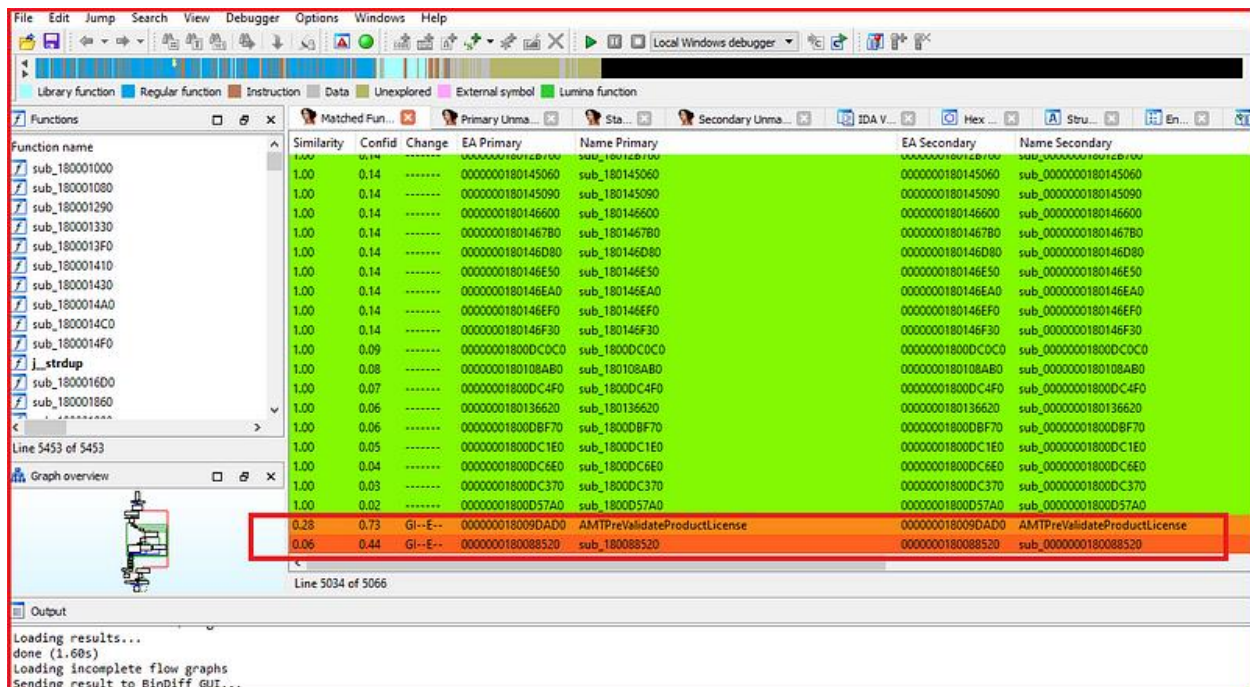 File Edit Jump Search View Debugger Options Windows Help
Local Windows debugger
Library function Regular function Instruction Data Unexplored External symbol Lumina function
Functions
Function name
sub_180001000
sub_180001080
sub_180001290
sub_180001330
sub_1800013F0
sub_180001410
sub_180001430
sub_1800014A0
sub_1800014C0
sub_1800014F0
j__strdup
sub_1800016D0
sub_180001860
Line 5453 of 5453
Graph overview
Matched Fun... Primary Unma... Sta... Secondary Unma... IDA V... Hex ... Stru... En...
Similarity Confid Change EA Primary Name Primary EA Secondary Name Secondary
1.00 0.14 ------- 0000000180145060 sub_180145060 0000000180145060 sub_0000000180145060
1.00 0.14 ------- 0000000180145090 sub_180145090 0000000180145090 sub_0000000180145090
1.00 0.14 ------- 0000000180146600 sub_180146600 0000000180146600 sub_0000000180146600
1.00 0.14 ------- 00000001801467B0 sub_1801467B0 00000001801467B0 sub_00000001801467B0
1.00 0.14 ------- 0000000180146D80 sub_180146D80 0000000180146D80 sub_0000000180146D80
1.00 0.14 ------- 0000000180146E50 sub_180146E50 0000000180146E50 sub_0000000180146E50
1.00 0.14 ------- 0000000180146EA0 sub_180146EA0 0000000180146EA0 sub_0000000180146EA0
1.00 0.14 ------- 0000000180146EF0 sub_180146EF0 0000000180146EF0 sub_0000000180146EF0
1.00 0.14 ------- 0000000180146F30 sub_180146F30 0000000180146F30 sub_0000000180146F30
1.00 0.09 ------- 00000001800DC0C0 sub_1800DC0C0 00000001800DC0C0 sub_00000001800DC0C0
1.00 0.08 ------- 0000000180108AB0 sub_180108AB0 0000000180108AB0 sub_0000000180108AB0
1.00 0.07 ------- 00000001800DC4F0 sub_1800DC4F0 00000001800DC4F0 sub_00000001800DC4F0
1.00 0.06 ------- 0000000180136620 sub_180136620 0000000180136620 sub_0000000180136620
1.00 0.06 ------- 00000001800DBF70 sub_1800DBF70 00000001800DBF70 sub_00000001800DBF70
1.00 0.05 ------- 00000001800DC1E0 sub_1800DC1E0 00000001800DC1E0 sub_00000001800DC1E0
1.00 0.04 ------- 00000001800DC6E0 sub_1800DC6E0 00000001800DC6E0 sub_00000001800DC6E0
1.00 0.03 ------- 00000001800DC370 sub_1800DC370 00000001800DC370 sub_00000001800DC370
1.00 0.02 ------- 00000001800D57A0 sub_1800D57A0 00000001800D57A0 sub_00000001800D57A0
0.28 0.73 GI--E-- 000000018009DAD0 AMTPreValidateProductLicense 000000018009DAD0 AMTPreValidateProductLicense
0.06 0.44 GI--E-- 0000000180088520 sub_180088520 0000000180088520 sub_0000000180088520
Line 5034 of 5066
Output
Loading results...
done (1.60s)
Loading incomplete flow graphs
Sending result to BinDiff GUI...